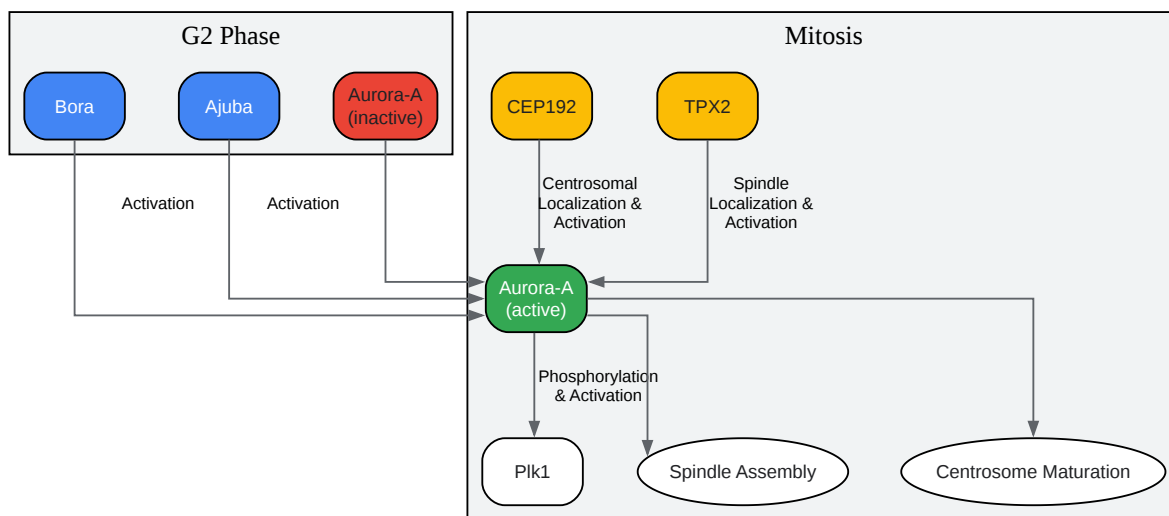 G2 Phase
Mitosis
Bora
Ajuba
Aurora-A
(inactive)
CEP192
TPX2
Activation
Activation
Centrosomal
Localization &
Activation
Spindle
Localization &
Activation
Aurora-A
(active)
Phosphorylation
& Activation
Plk1
Spindle Assembly
Centrosome Maturation